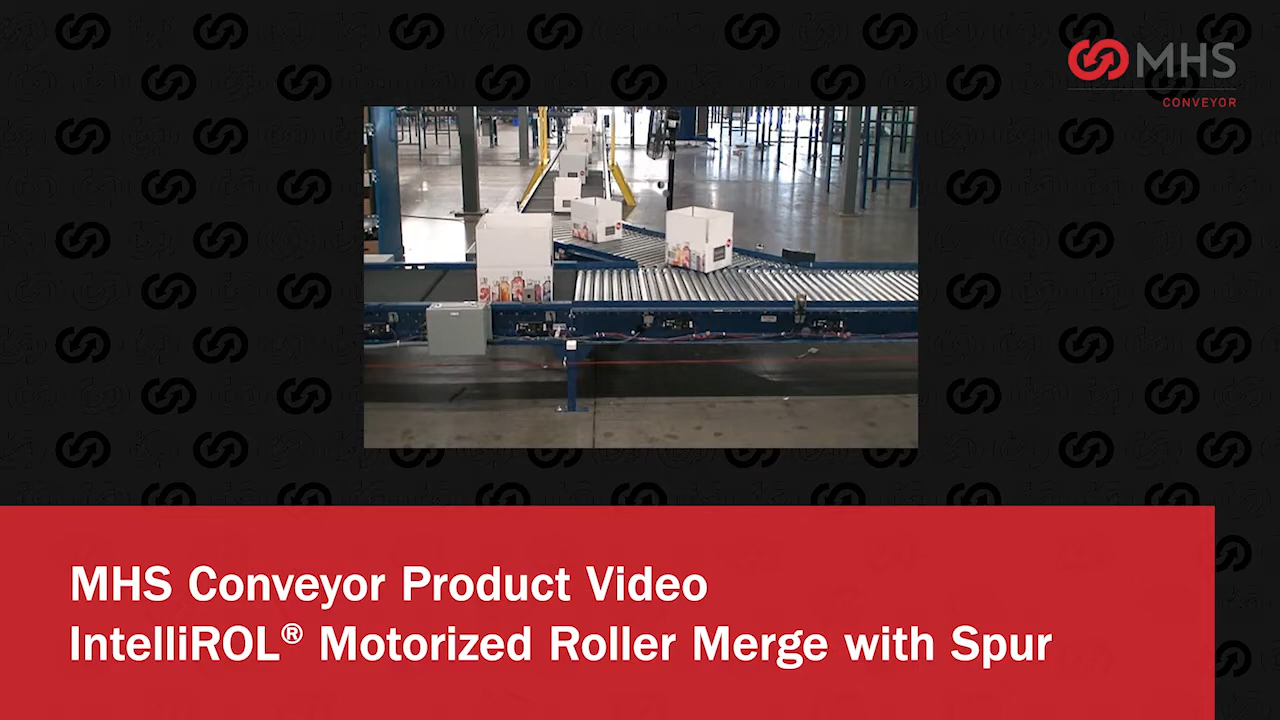 MHS
CONVEYOR
MHS Conveyor Product Video
IntelliROL® Motorized Roller Merge with Spur